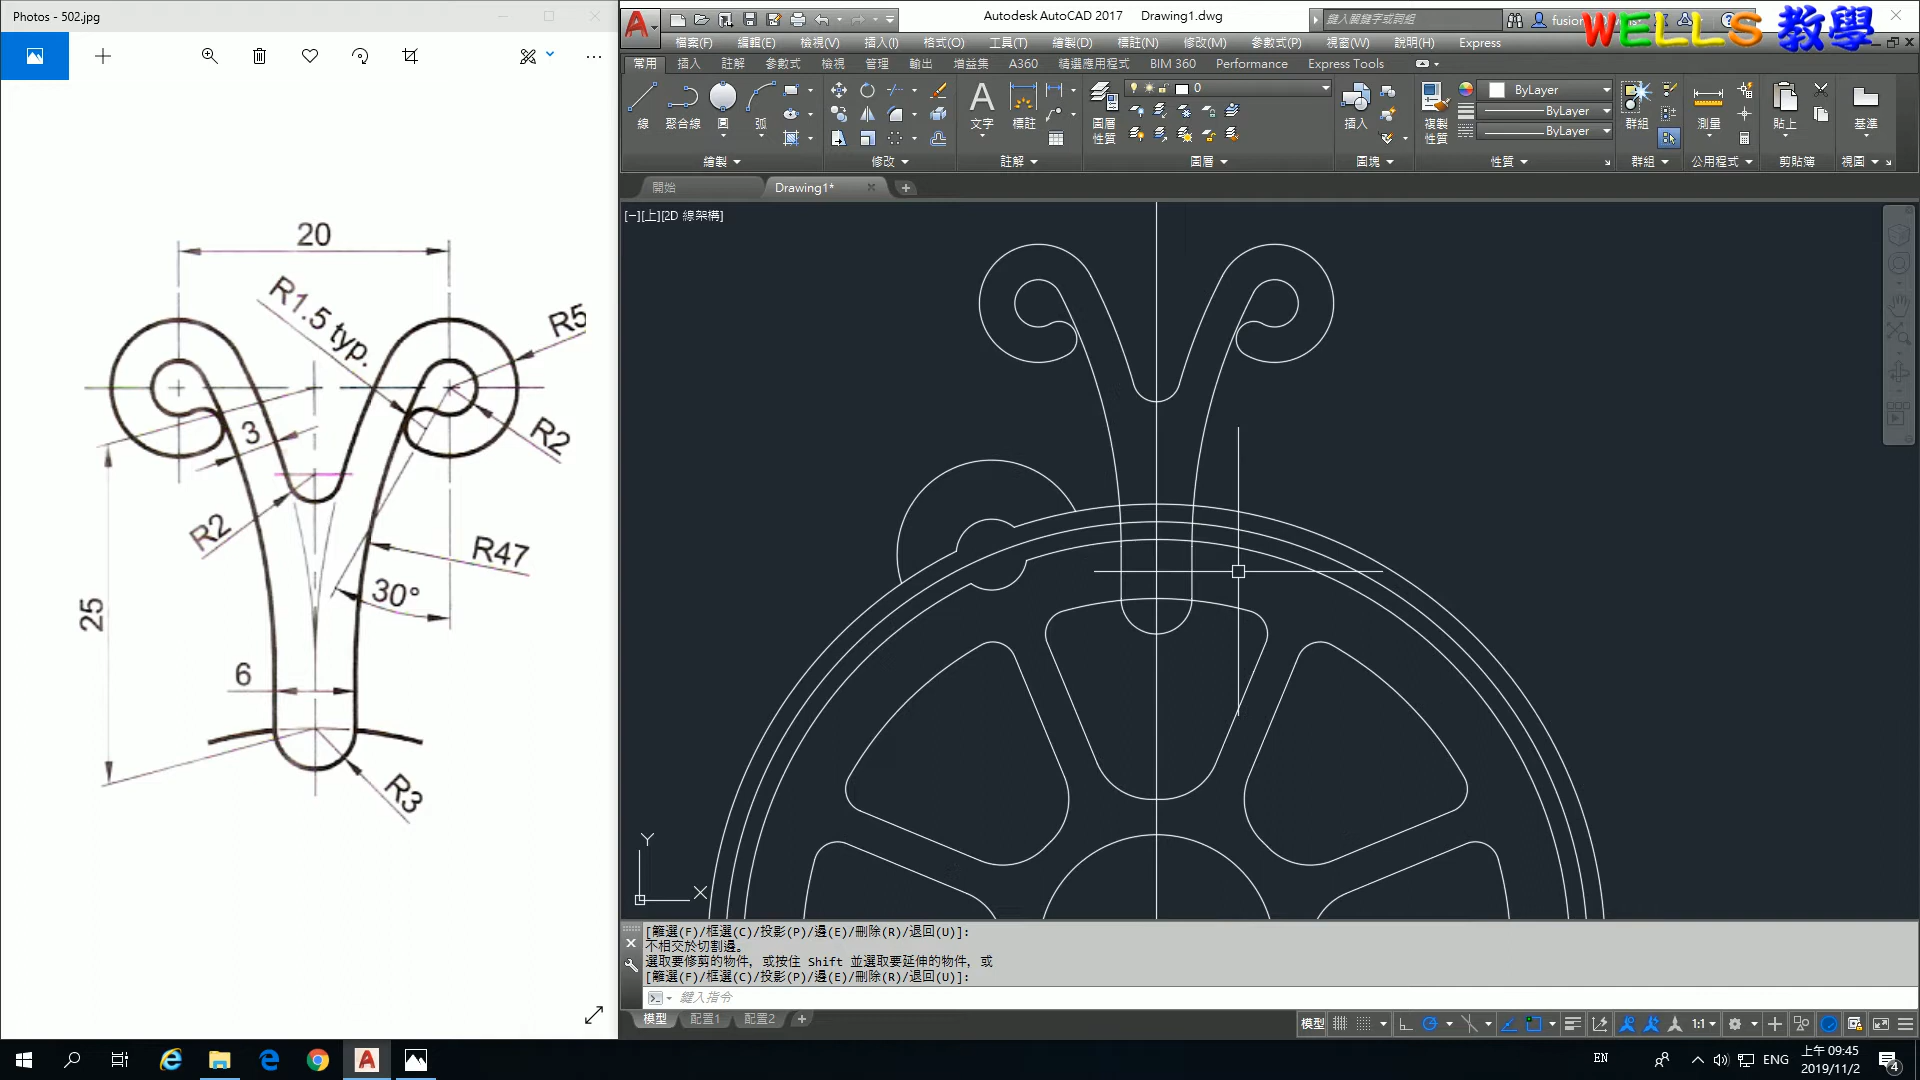 Photos - 502.jpg
20
R1.5 typ.
R5
R2
3
R2
R47
30°
25
6
R3
Autodesk AutoCAD 2017 Drawing1.dwg
鍵入關鍵字或詞組
fusion
WELLS 教學
檔案(F) 編輯(E) 檢視(V) 插入(I) 格式(O) 工具(T) 繪製(D) 標註(N) 修改(M) 參數式(P) 視窗(W) 說明(H) Express
常用 插入 註解 參數式 檢視 管理 輸出 增益集 A360 精選應用程式 BIM 360 Performance Express Tools
線 聚合線 圓 弧
文字 標註
圖層性質
0
插入
複製性質
ByLayer
ByLayer
ByLayer
群組 測量 貼上 基準
繪製 修改 註解 圖層 圖塊 性質 群組 公用程式 剪貼簿 視圖
開始 Drawing1*
[−][上][2D 線架構]
Y
X
[籬選(F)/框選(C)/投影(P)/邊(E)/刪除(R)/退回(U)]:
不相交於切割邊。
選取要修剪的物件, 或按住 Shift 並選取要延伸的物件, 或
[籬選(F)/框選(C)/投影(P)/邊(E)/刪除(R)/退回(U)]:
鍵入指令
模型 配置1 配置2
模型 1:1
EN
ENG
上午 09:45
2019/11/2
4